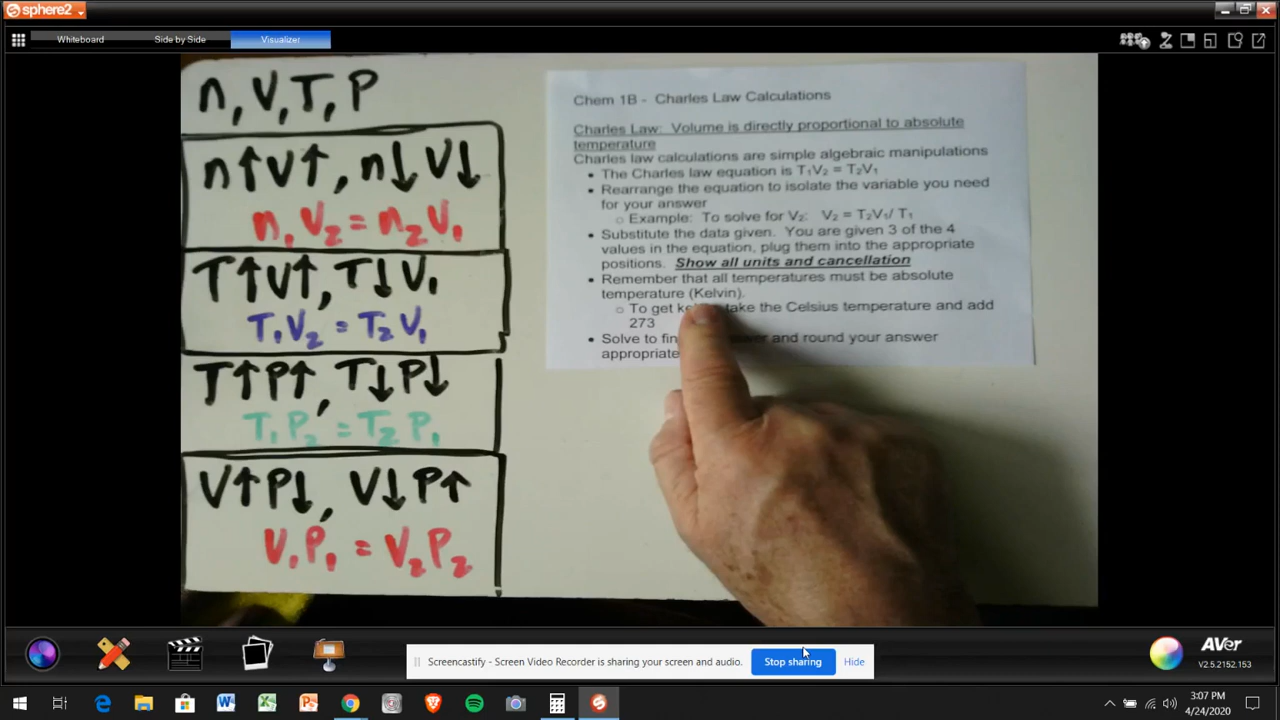 sphere2
Whiteboard
Side by Side
Visualizer
n, V, T, P
n↑V↑, n↓V↓
n₁V₂ = n₂V₁
T↑V↑, T↓V↓
T₁V₂ = T₂V₁
T↑P↑, T↓P↓
T₁P₂ = T₂P₁
V↑P↓, V↓P↑
V₁P₁ = V₂P₂
Chem 1B - Charles Law Calculations
Charles Law: Volume is directly proportional to absolute
temperature
Charles law calculations are simple algebraic manipulations
• The Charles law equation is T₁V₂ = T₂V₁
• Rearrange the equation to isolate the variable you need
for your answer
o Example: To solve for V₂: V₂ = T₂V₁/ T₁
• Substitute the data given. You are given 3 of the 4
values in the equation, plug them into the appropriate
positions. Show all units and cancellation
• Remember that all temperatures must be absolute
temperature (Kelvin).
o To get take the Celsius temperature and add
273
• Solve to and round your answer
Screencastify - Screen Video Recorder is sharing your screen and audio.
Stop sharing
Hide
AVer
V2.5.2152.153
3:07 PM
4/24/2020